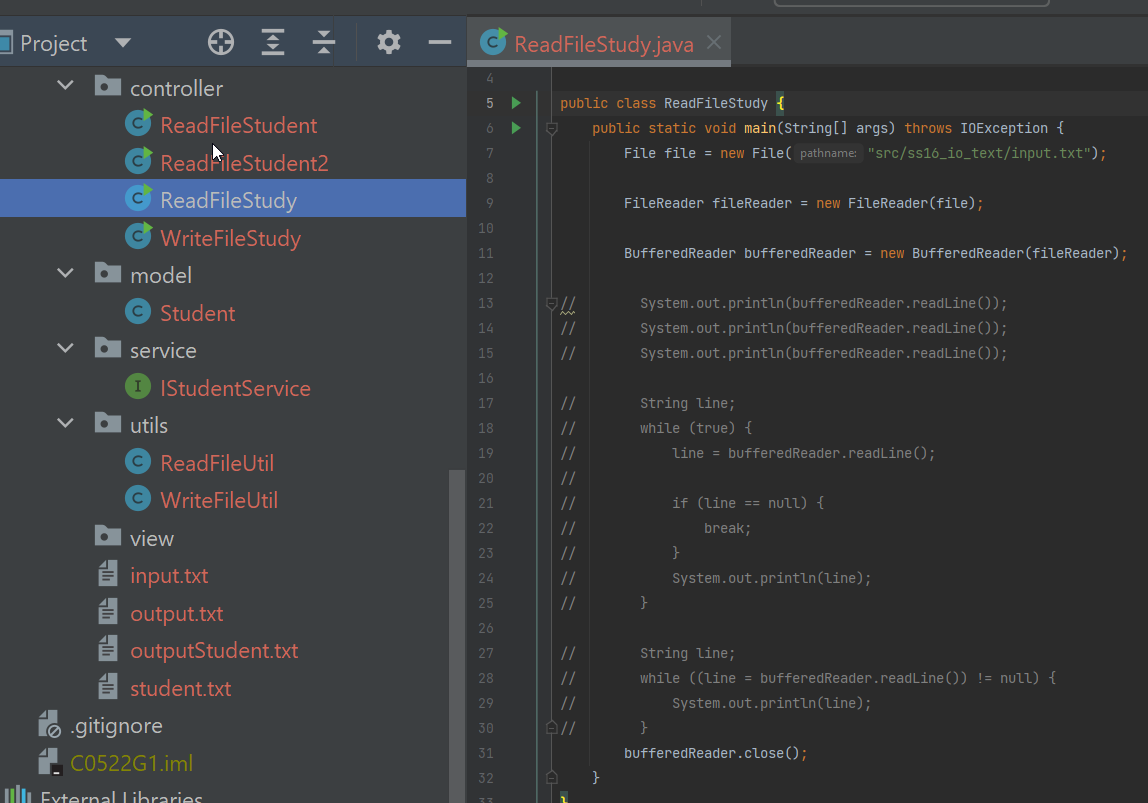 Project
controller
ReadFileStudent
ReadFileStudent2
ReadFileStudy
WriteFileStudy
model
Student
service
IStudentService
utils
ReadFileUtil
WriteFileUtil
view
input.txt
output.txt
outputStudent.txt
student.txt
.gitignore
C0522G1.iml
External Libraries
ReadFileStudy.java
4
5 public class ReadFileStudy {
6 public static void main(String[] args) throws IOException {
7 File file = new File( pathname: "src/ss16_io_text/input.txt");
8
9 FileReader fileReader = new FileReader(file);
10
11 BufferedReader bufferedReader = new BufferedReader(fileReader);
12
13 // System.out.println(bufferedReader.readLine());
14 // System.out.println(bufferedReader.readLine());
15 // System.out.println(bufferedReader.readLine());
16
17 // String line;
18 // while (true) {
19 // line = bufferedReader.readLine();
20 //
21 // if (line == null) {
22 // break;
23 // }
24 // System.out.println(line);
25 // }
26
27 // String line;
28 // while ((line = bufferedReader.readLine()) != null) {
29 // System.out.println(line);
30 // }
31 bufferedReader.close();
32 }
33 }